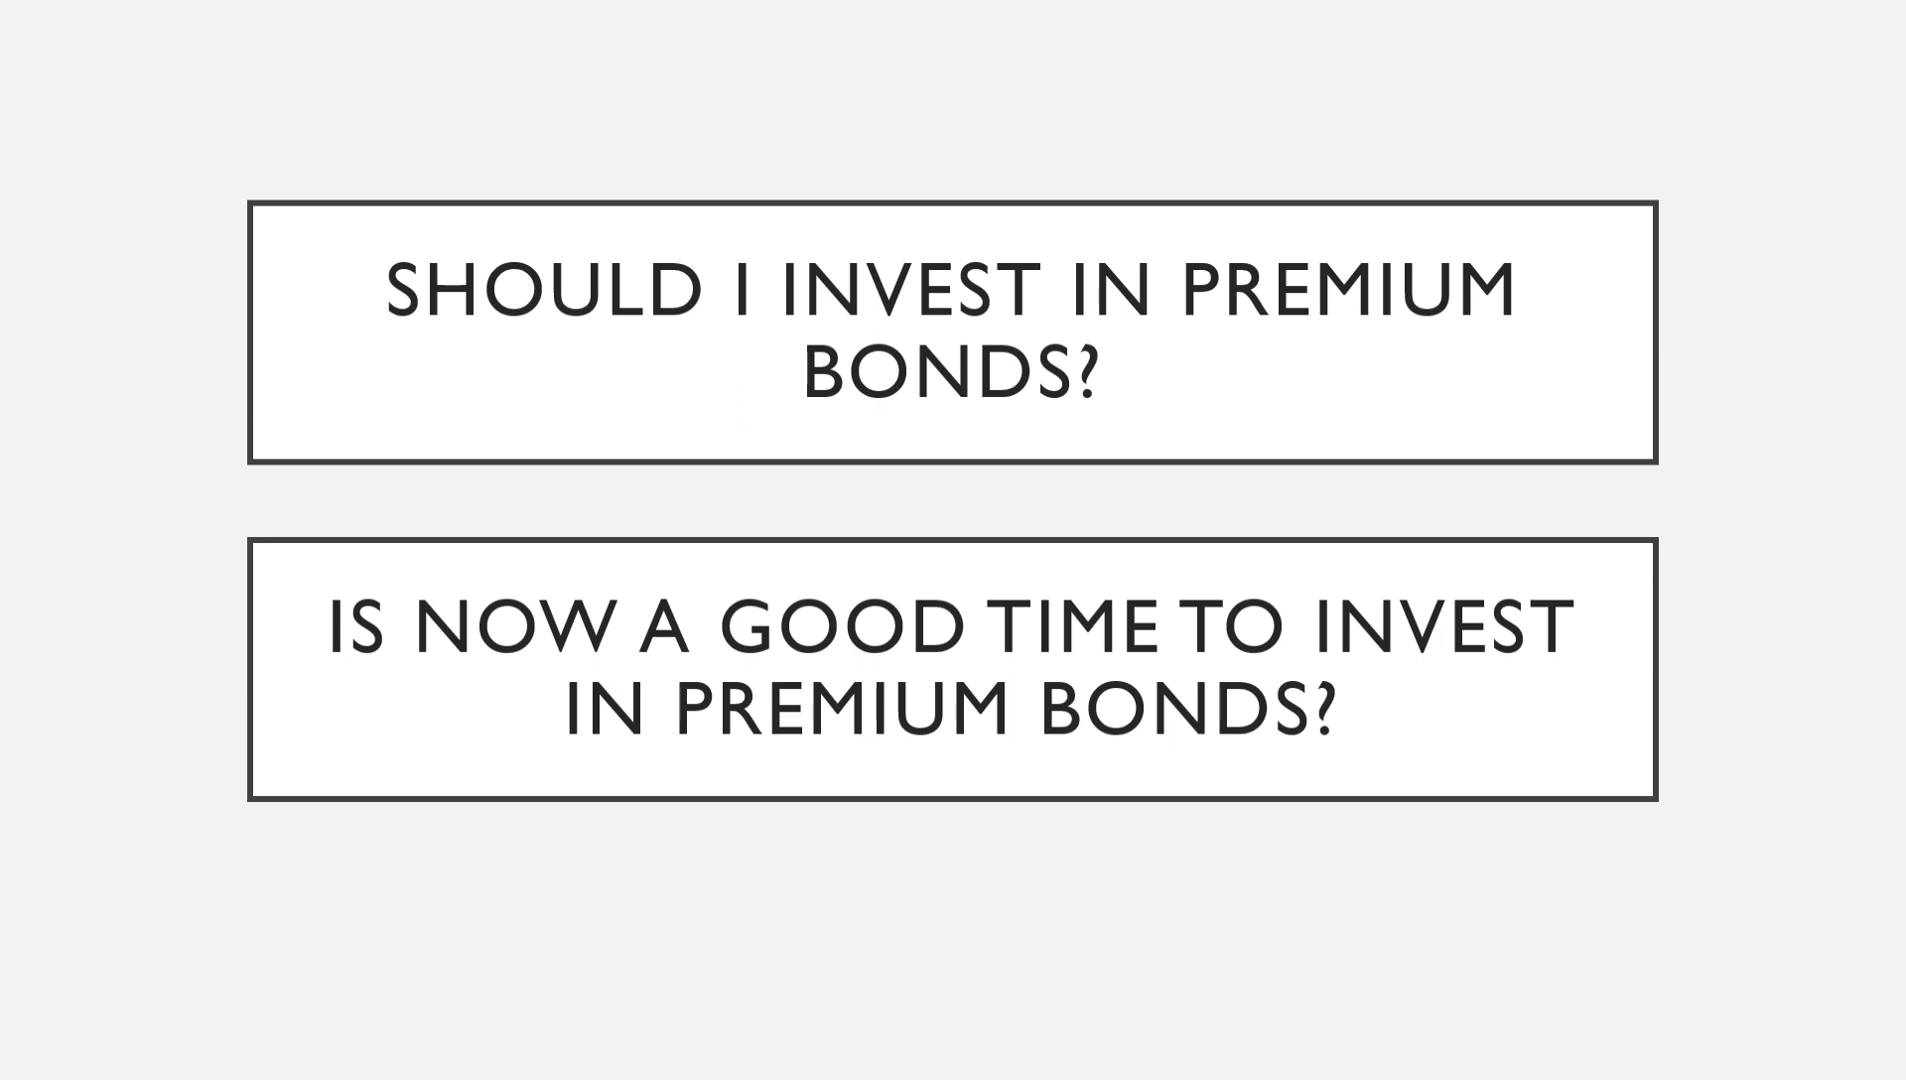 SHOULD I INVEST IN PREMIUM
BONDS?
IS NOW A GOOD TIME TO INVEST
IN PREMIUM BONDS?